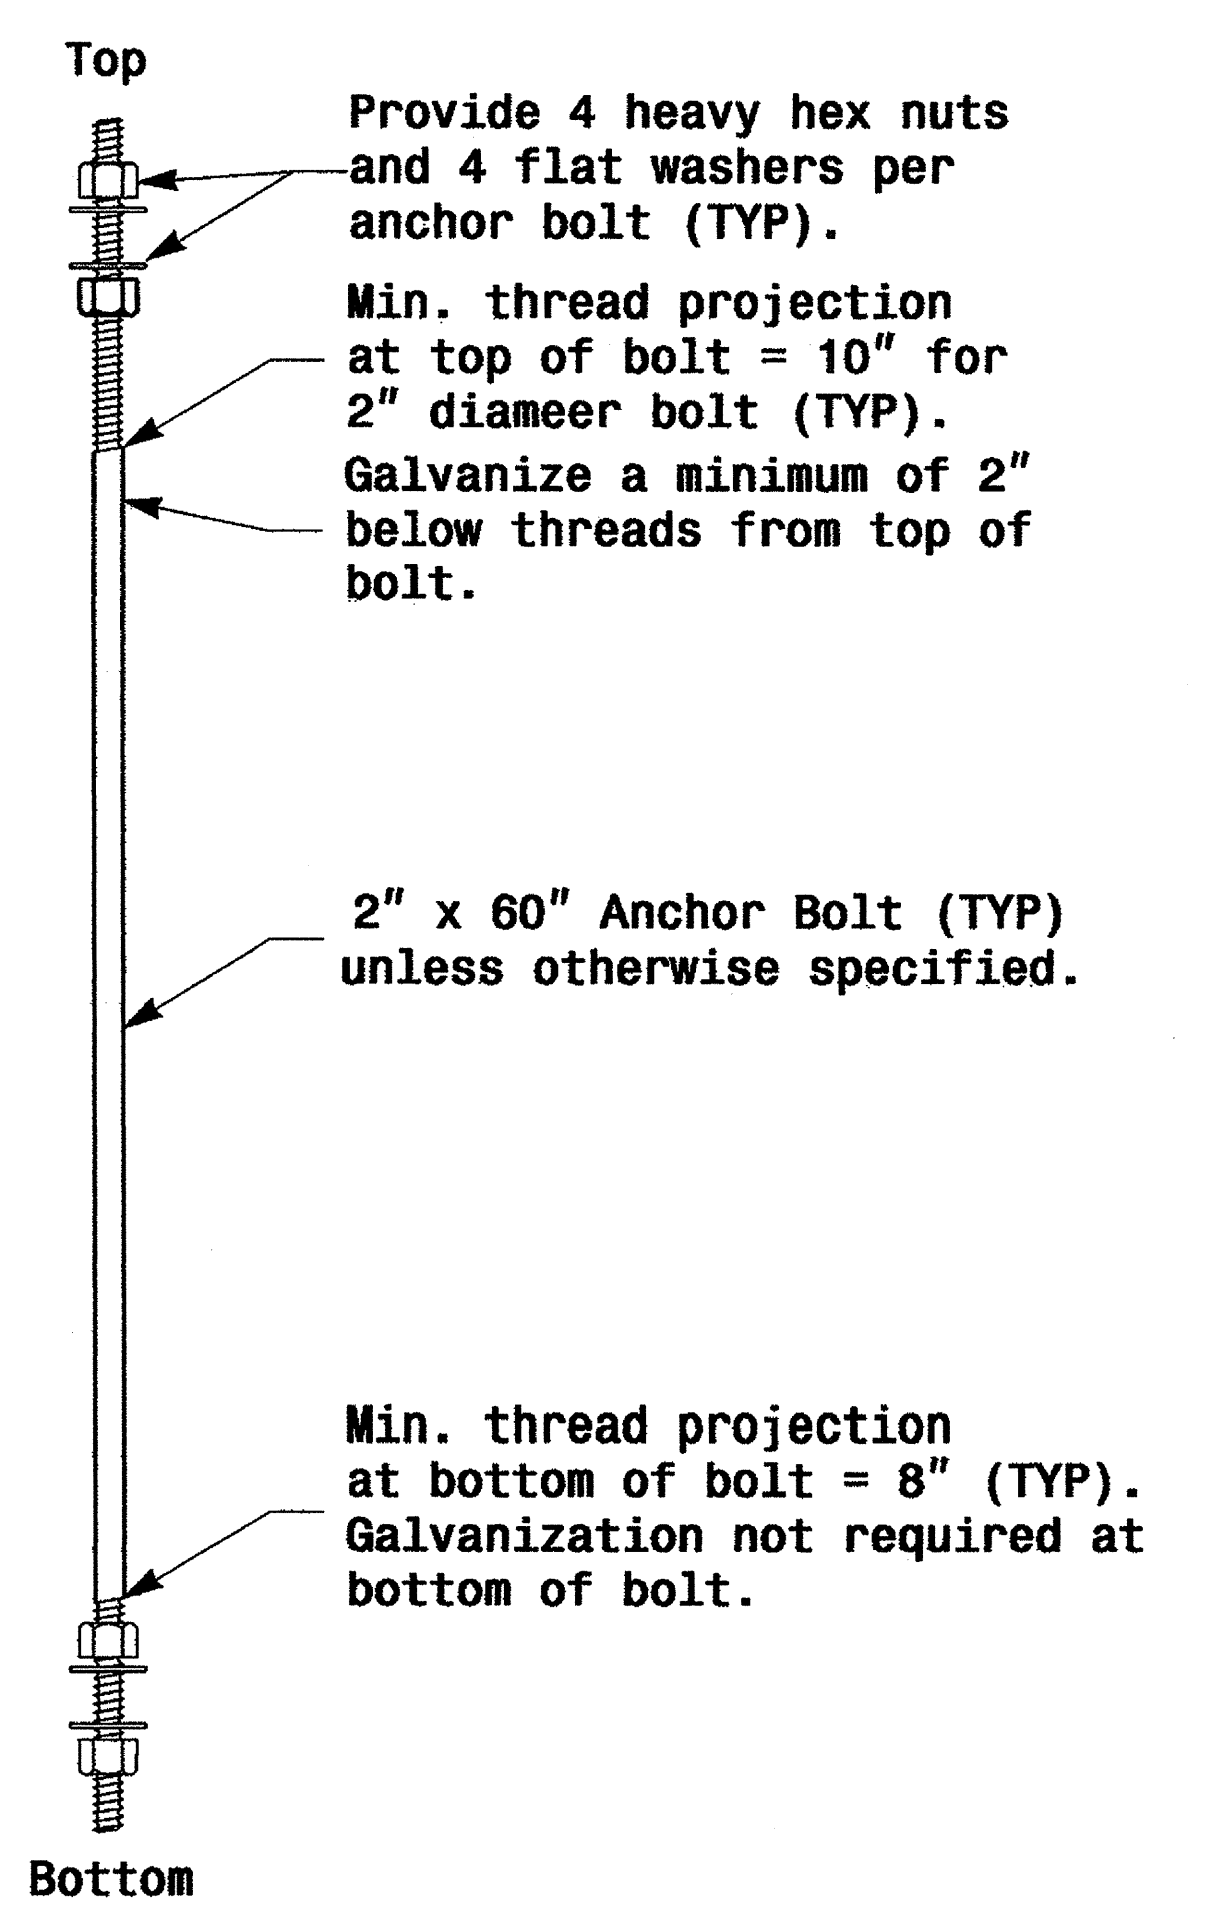 Top
Provide 4 heavy hex nuts
and 4 flat washers per
anchor bolt (TYP).
Min. thread projection
at top of bolt = 10" for
2" diameer bolt (TYP).
Galvanize a minimum of 2"
below threads from top of
bolt.
2" x 60" Anchor Bolt (TYP)
unless otherwise specified.
Min. thread projection
at bottom of bolt = 8" (TYP).
Galvanization not required at
bottom of bolt.
Bottom